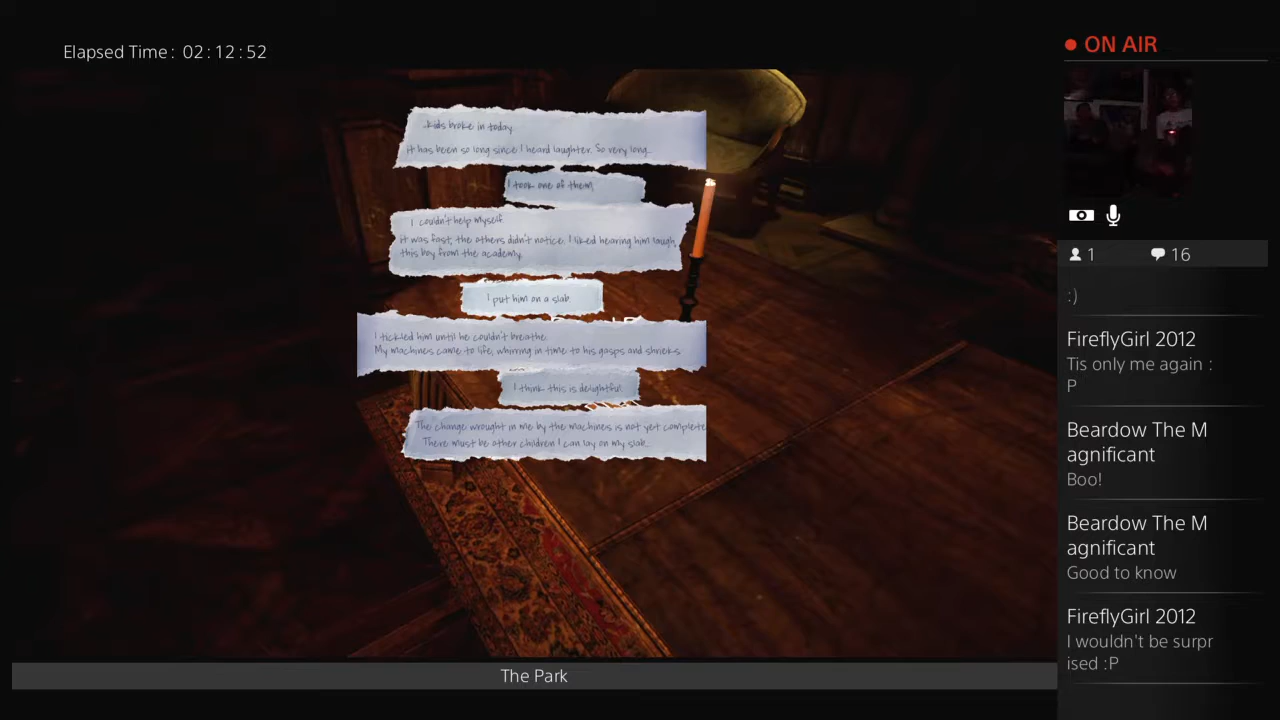 Elapsed Time: 02:12:52
ON AIR
...kids broke in today.
It has been so long since I heard laughter. So very long...
I took one of them.
I couldn't help myself.
It was fast, the others didn't notice. I liked hearing him laugh,
this boy from the academy.
I put him on a slab.
I tickled him until he couldn't breathe.
My machines came to life, whirring in time to his gasps and shrieks.
I think this is delightful.
The change wrought in me by the machines is not yet complete.
There must be other children I can lay on my slab...
The Park
1
16
:)
FireflyGirl 2012
Tis only me again :
P
Beardow The M
agnificant
Boo!
Beardow The M
agnificant
Good to know
FireflyGirl 2012
I wouldn't be surpr
ised :P